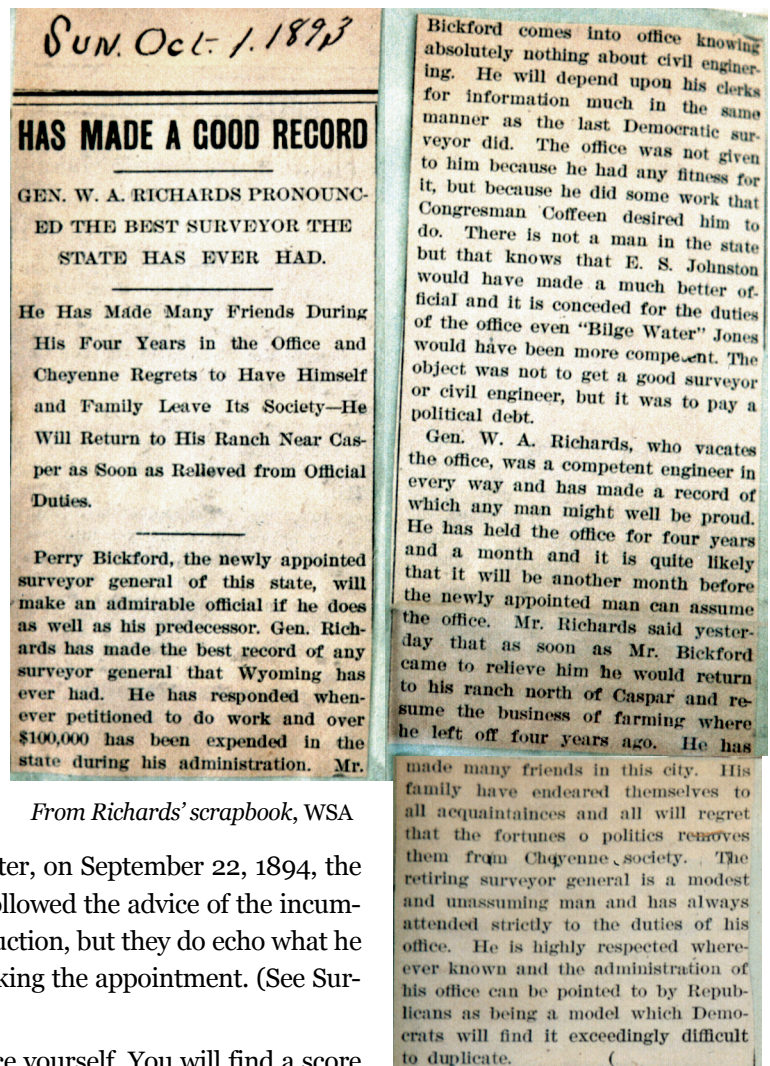 SUN. Oct. 1. 1893
HAS MADE A GOOD RECORD
GEN. W. A. RICHARDS PRONOUNC-
ED THE BEST SURVEYOR THE
STATE HAS EVER HAD.
He Has Made Many Friends During
His Four Years in the Office and
Cheyenne Regrets to Have Himself
and Family Leave Its Society—He
Will Return to His Ranch Near Cas-
per as Soon as Relieved from Official
Duties.
Perry Bickford, the newly appointed
surveyor general of this state, will
make an admirable official if he does
as well as his predecessor. Gen. Rich-
ards has made the best record of any
surveyor general that Wyoming has
ever had. He has responded when-
ever petitioned to do work and over
$100,000 has been expended in the
state during his administration. Mr.
Bickford comes into office knowing
absolutely nothing about civil enginer-
ing. He will depend upon his clerks
for information much in the same
manner as the last Democratic sur-
veyor did. The office was not given
to him because he had any fitness for
it, but because he did some work that
Congresman Coffeen desired him to
do. There is not a man in the state
but that knows that E. S. Johnston
would have made a much better of-
ficial and it is conceded for the duties
of the office even "Bilge Water" Jones
would have been more compe ent. The
object was not to get a good surveyor
or civil engineer, but it was to pay a
political debt.
Gen. W. A. Richards, who vacates
the office, was a competent engineer in
every way and has made a record of
which any man might well be proud.
He has held the office for four years
and a month and it is quite likely
that it will be another month before
the newly appointed man can assume
the office. Mr. Richards said yester-
day that as soon as Mr. Bickford
came to relieve him he would return
to his ranch north of Caspar and re-
sume the business of farming where
he left off four years ago. He has
made many friends in this city. His
family have endeared themselves to
all acquaintainces and all will regret
that the fortunes o politics removes
them from Cheyenne society. The
retiring surveyor general is a modest
and unassuming man and has always
attended strictly to the duties of his
office. He is highly respected where-
ever known and the administration of
his office can be pointed to by Repub-
licans as being a model which Demo-
crats will find it exceedingly difficult
to duplicate.
From Richards' scrapbook, WSA
ter, on September 22, 1894, the
ollowed the advice of the incum-
uction, but they do echo what he
king the appointment. (See Sur-
ce yourself. You will find a score